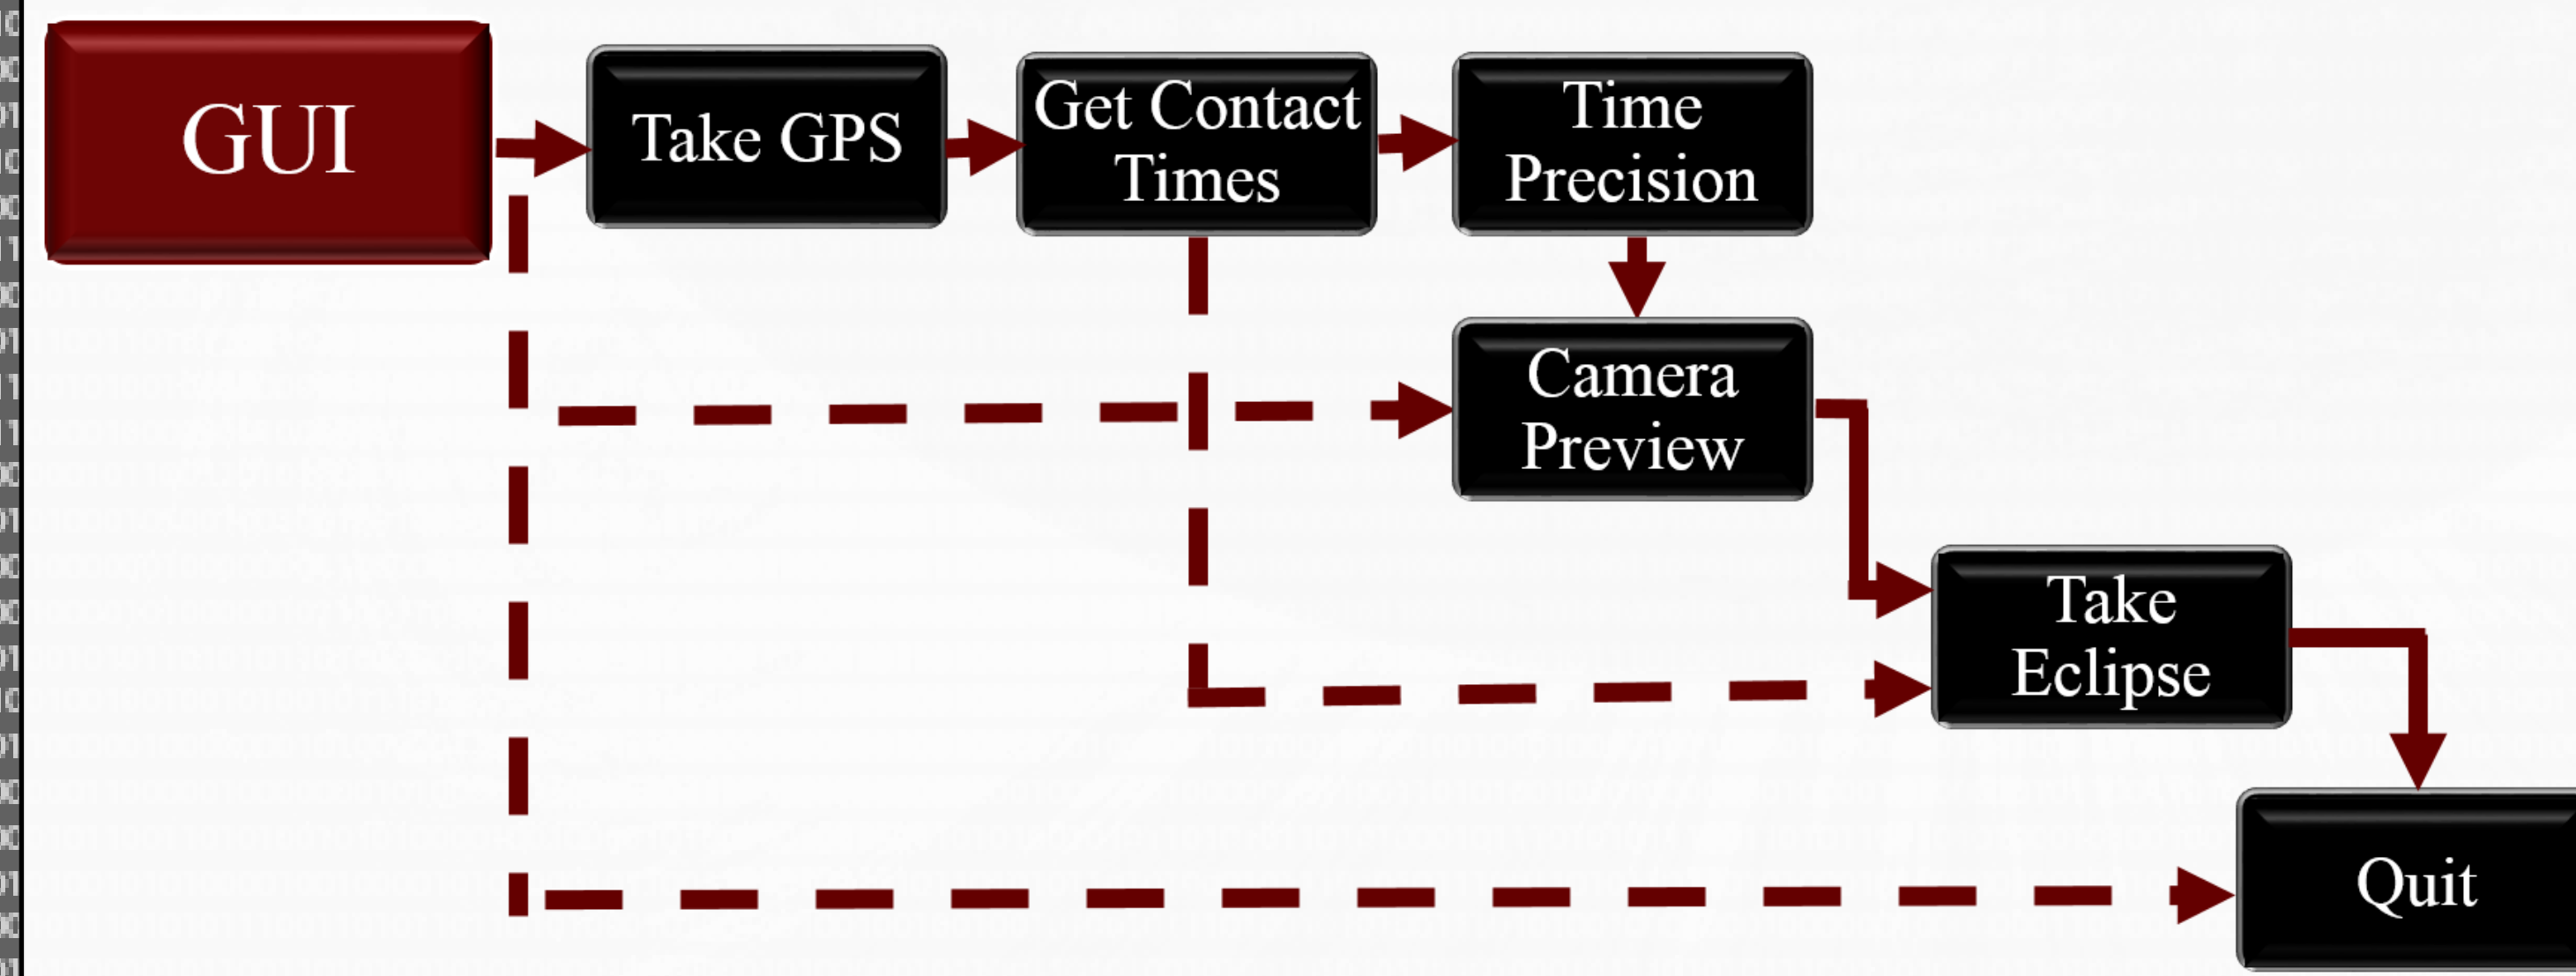 GUI
Take GPS
Get Contact
Times
Time
Precision
Camera
Preview
Take
Eclipse
Quit